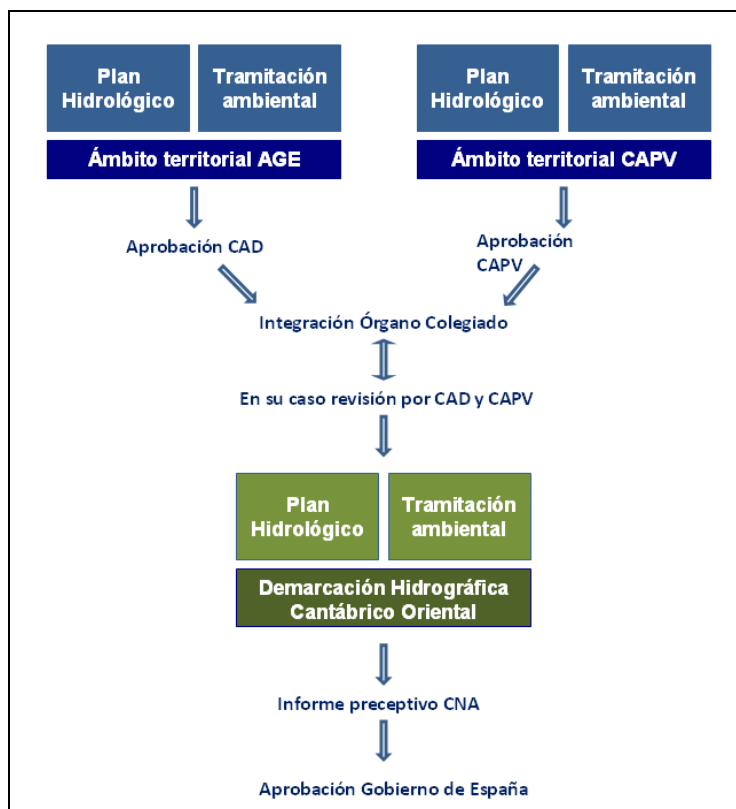 Plan
Hidrológico
Tramitación
ambiental
Ámbito territorial AGE
Plan
Hidrológico
Tramitación
ambiental
Ámbito territorial CAPV
Aprobación CAD
Aprobación
CAPV
Integración Órgano Colegiado
En su caso revisión por CAD y CAPV
Plan
Hidrológico
Tramitación
ambiental
Demarcación Hidrográfica
Cantábrico Oriental
Informe preceptivo CNA
Aprobación Gobierno de España